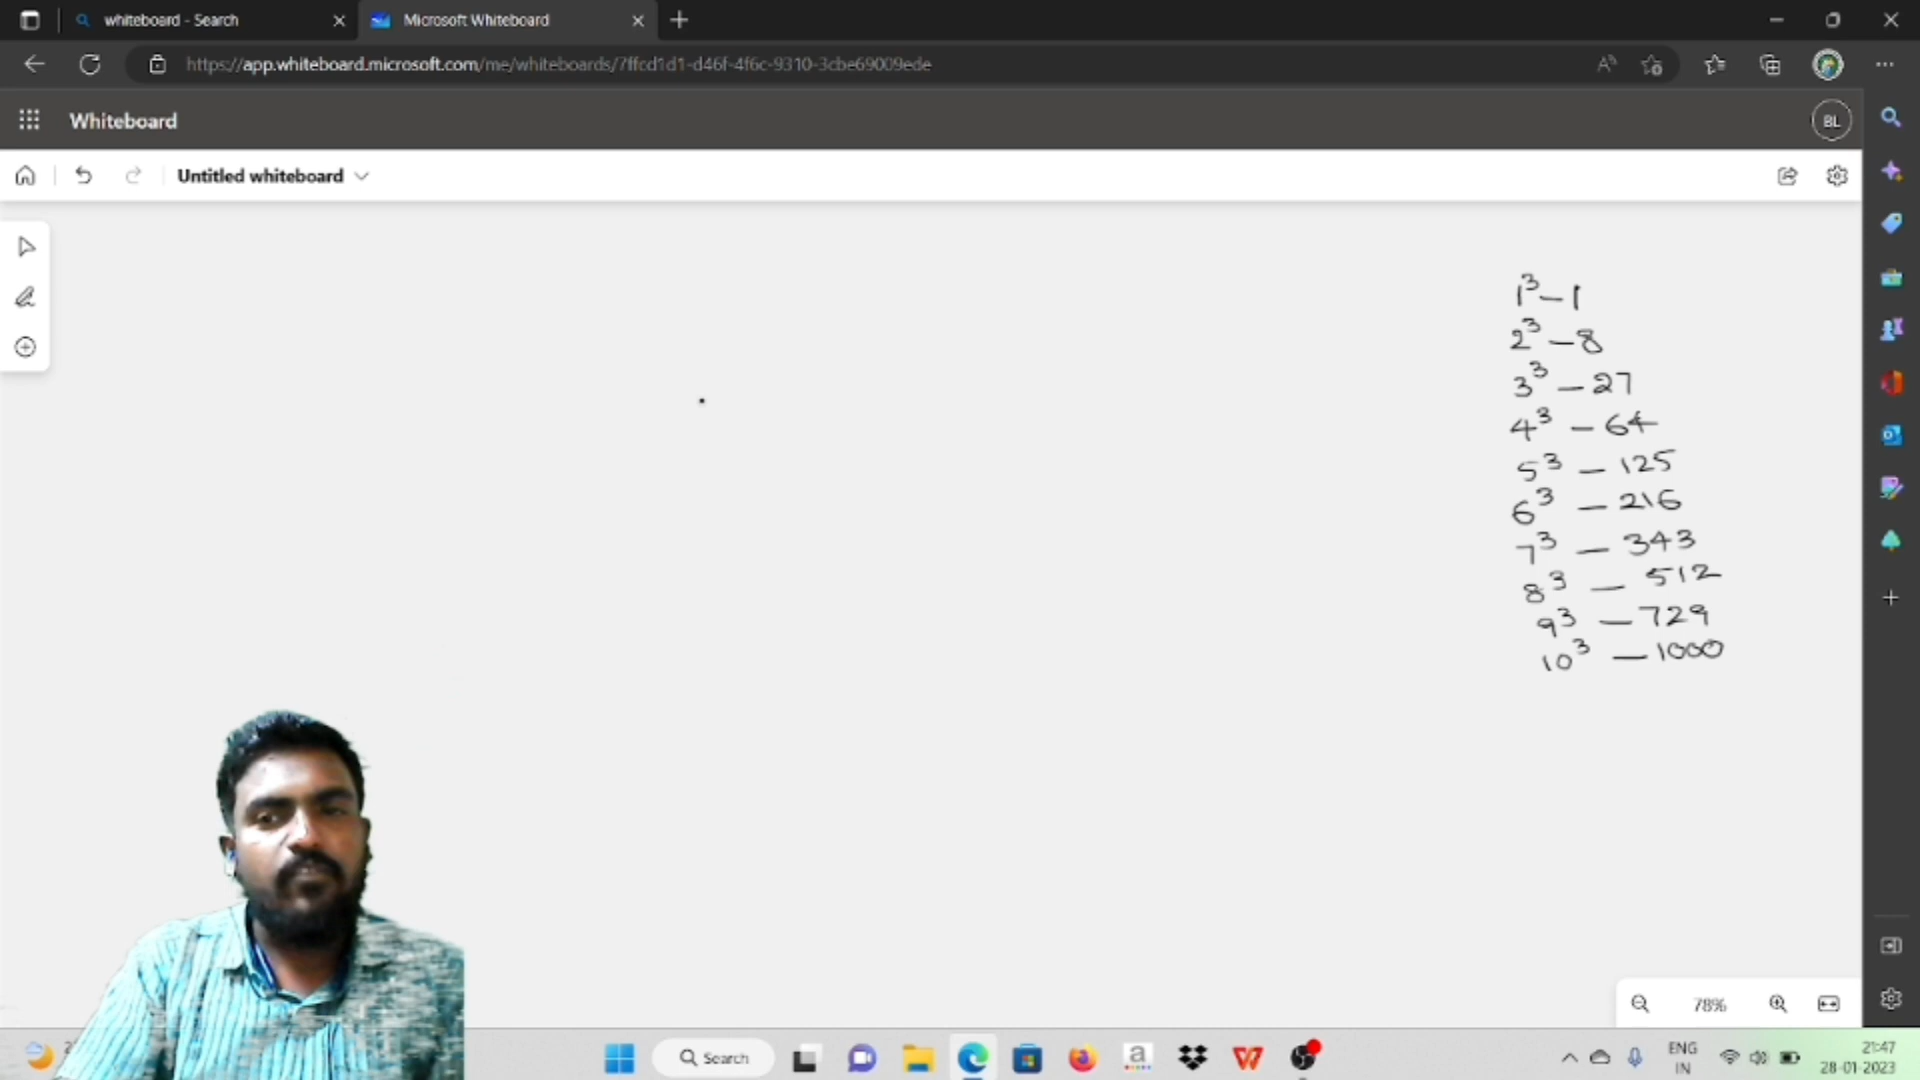 whiteboard - Search
Microsoft Whiteboard
https://app.whiteboard.microsoft.com/me/whiteboards/7ffcd1d1-d46f-4f6c-9310-3cbe69009ede
Whiteboard
BL
Untitled whiteboard
1³ – 1
2³ – 8
3³ – 27
4³ – 64
5³ – 125
6³ – 216
7³ – 343
8³ – 512
9³ – 729
10³ – 1000
78%
Search
ENG
IN
21:47
28-01-2023